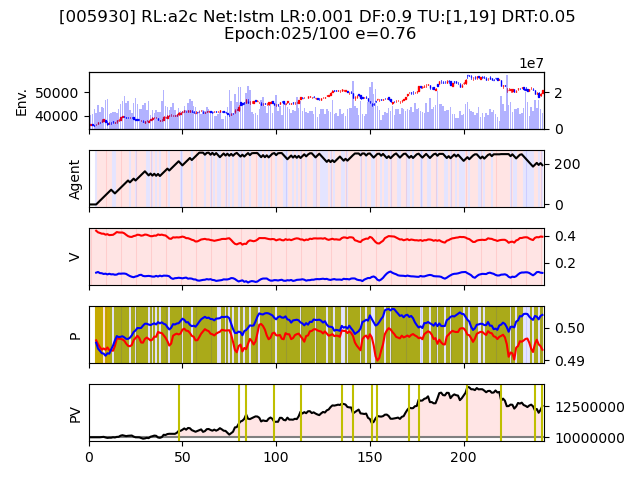 [005930] RL:a2c Net:lstm LR:0.001 DF:0.9 TU:[1,19] DRT:0.05
Epoch:025/100 e=0.76
1e7
Env.
50000
40000
2
0
Agent
200
0
V
0.4
0.2
P
0.50
0.49
PV
12500000
10000000
0 50 100 150 200